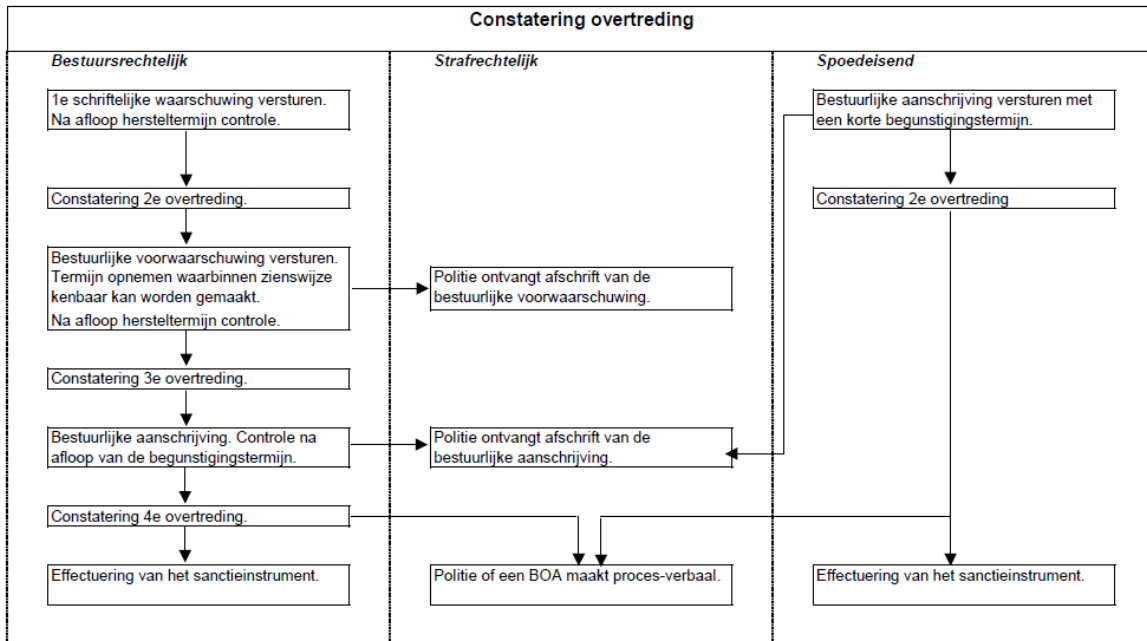 Constatering overtreding
Bestuursrechtelijk
1e schriftelijke waarschuwing versturen.
Na afloop hersteltermijn controle.
Constatering 2e overtreding.
Bestuurlijke voorwaarschuwing versturen.
Termijn opnemen waarbinnen zienswijze
kenbaar kan worden gemaakt.
Na afloop hersteltermijn controle.
Constatering 3e overtreding.
Bestuurlijke aanschrijving. Controle na
afloop van de begunstigingstermijn.
Constatering 4e overtreding.
Effectuering van het sanctieinstrument.
Strafrechtelijk
Politie ontvangt afschrift van de
bestuurlijke voorwaarschuwing.
Politie ontvangt afschrift van de
bestuurlijke aanschrijving.
Politie of een BOA maakt proces-verbaal.
Spoedeisend
Bestuurlijke aanschrijving versturen met
een korte begunstigingstermijn.
Constatering 2e overtreding
Effectuering van het sanctieinstrument.